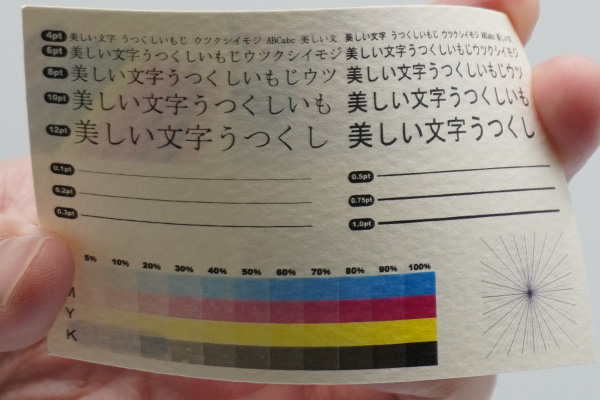 4pt 美しい文字 うつくしいもじ ウツクシイモジ ABCabc 美しい文 美しい文字 うつくしいもじ ウツクシイモジ ABCabc
6pt 美しい文字うつくしいもじウツクシイモジ 美しい文字うつくしいもじウツクシイモジ
8pt 美しい文字うつくしいもじウツ 美しい文字うつくしいもじウツ
10pt 美しい文字うつくしいも 美しい文字うつくしいも
12pt 美しい文字うつくし 美しい文字うつくし
0.1pt 0.5pt
0.2pt 0.75pt
0.3pt 1.0pt
5% 10% 20% 30% 40% 50% 60% 70% 80% 90% 100%
M
Y
K